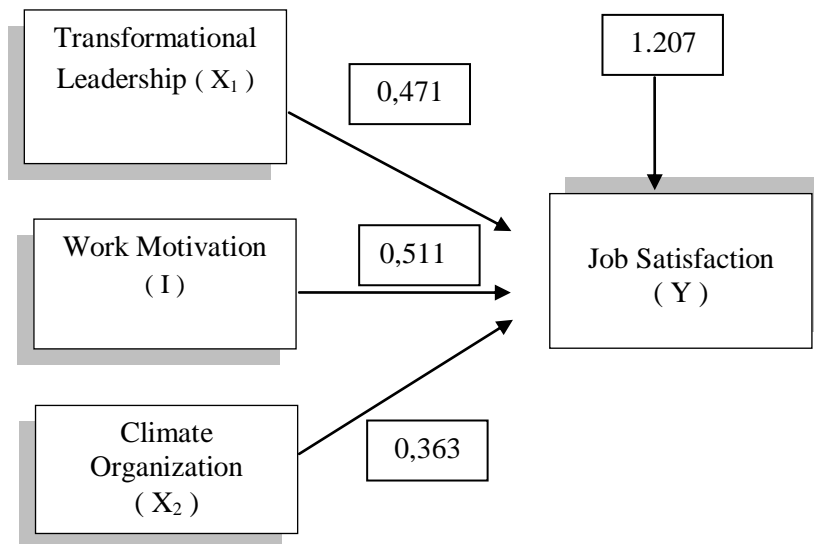 Transformational
Leadership ( X₁ )
0,471
1.207
Work Motivation
( I )
0,511
Job Satisfaction
( Y )
Climate
Organization
( X₂ )
0,363